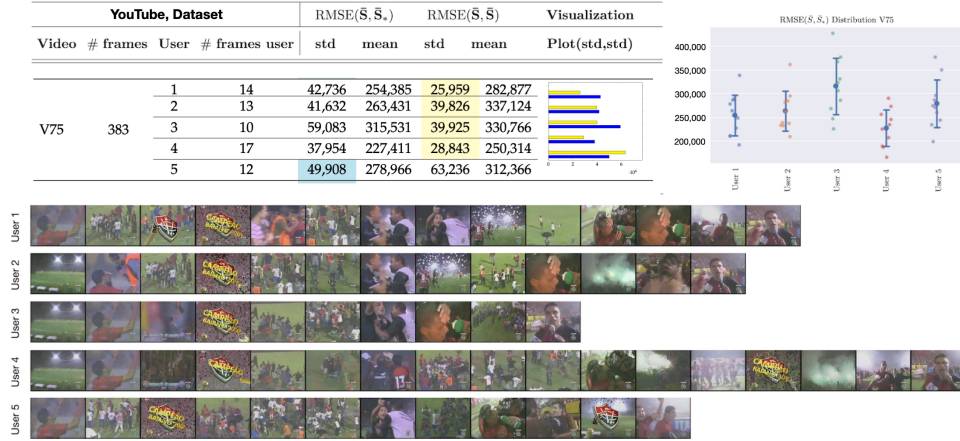 YouTube, Dataset RMSE(S̄, S̄*) RMSE(S̄, S̄) Visualization
Video # frames User # frames user std mean std mean Plot(std,std)
V75 383
1 14 42,736 254,385 25,959 282,877
2 13 41,632 263,431 39,826 337,124
3 10 59,083 315,531 39,925 330,766
4 17 37,954 227,411 28,843 250,314
5 12 49,908 278,966 63,236 312,366
0 2 4 6
RMSE(S̄, S̄*) Distribution V75
400,000
350,000
300,000
250,000
200,000
User 1 User 2 User 3 User 4 User 5
User 1
User 2
User 3
User 4
User 5